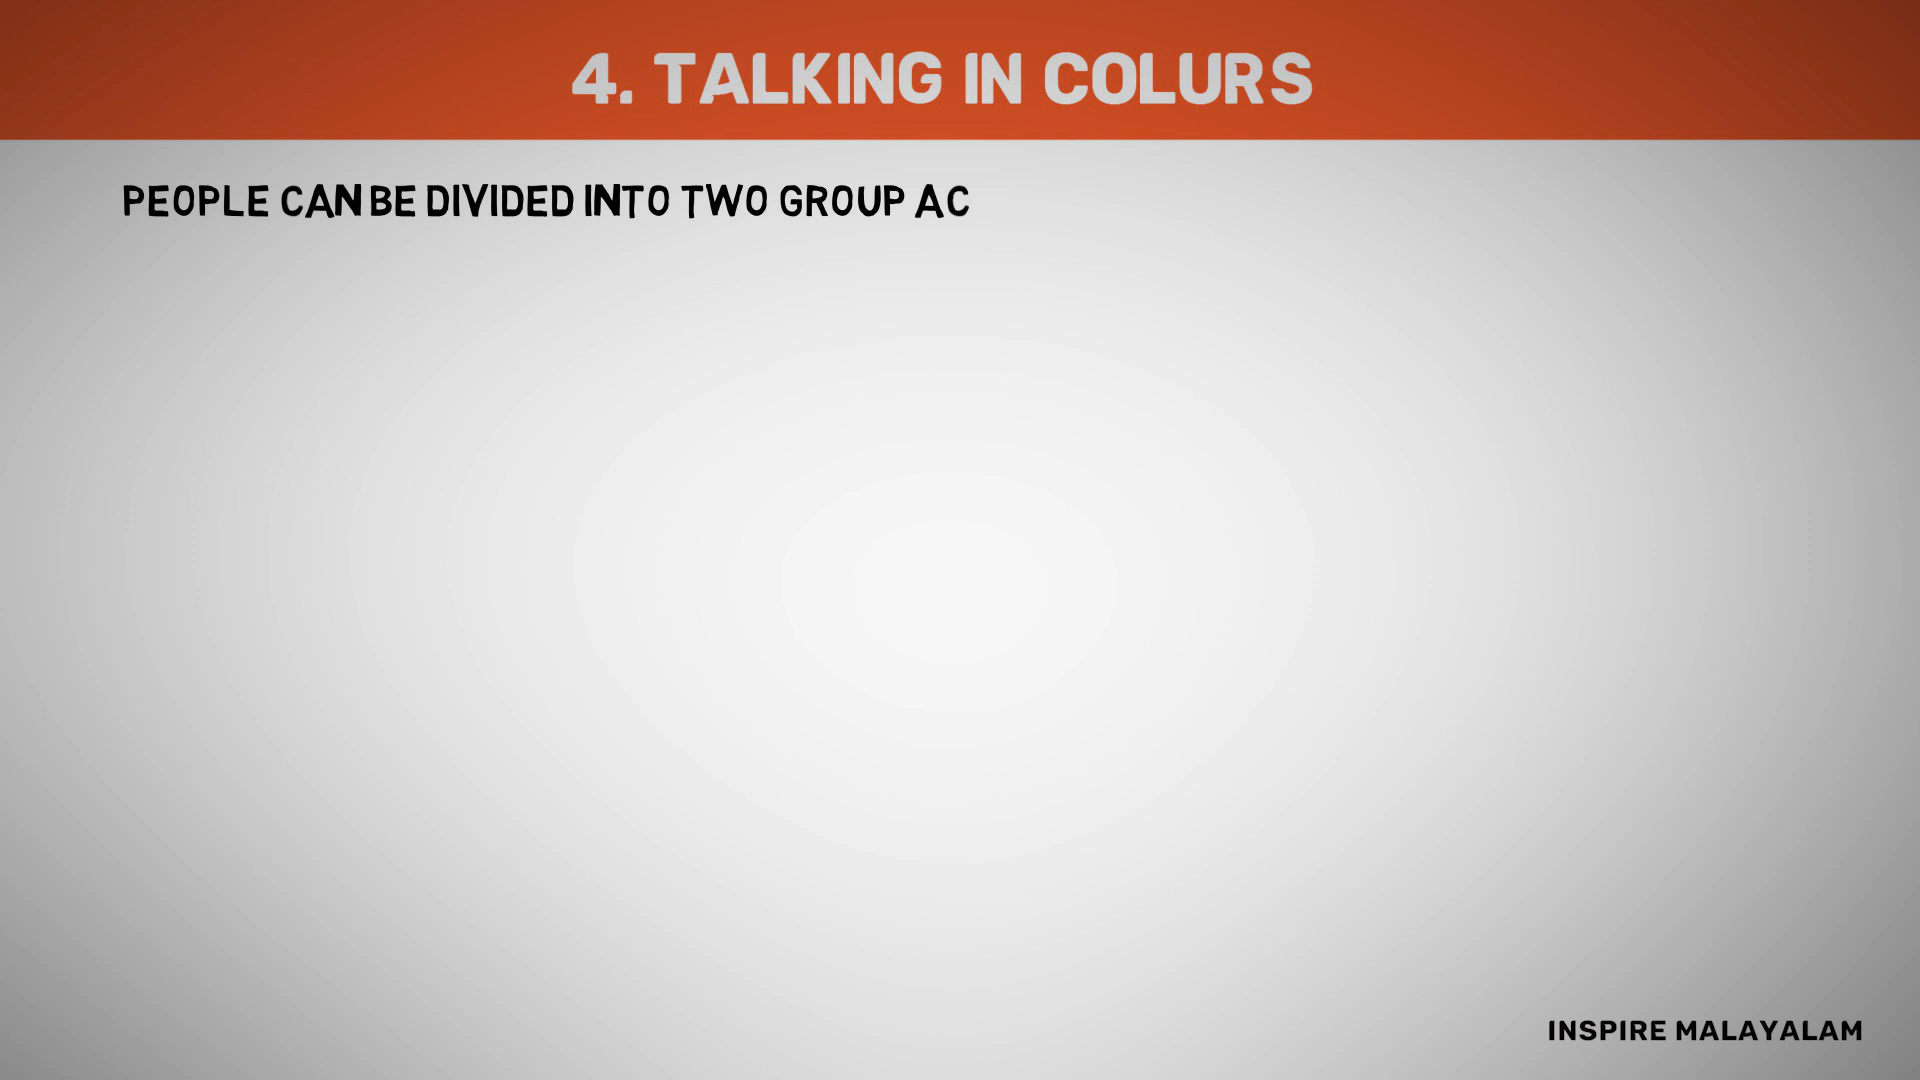 4. TALKING IN COLURS
PEOPLE CAN BE DIVIDED INTO TWO GROUP AC
INSPIRE MALAYALAM